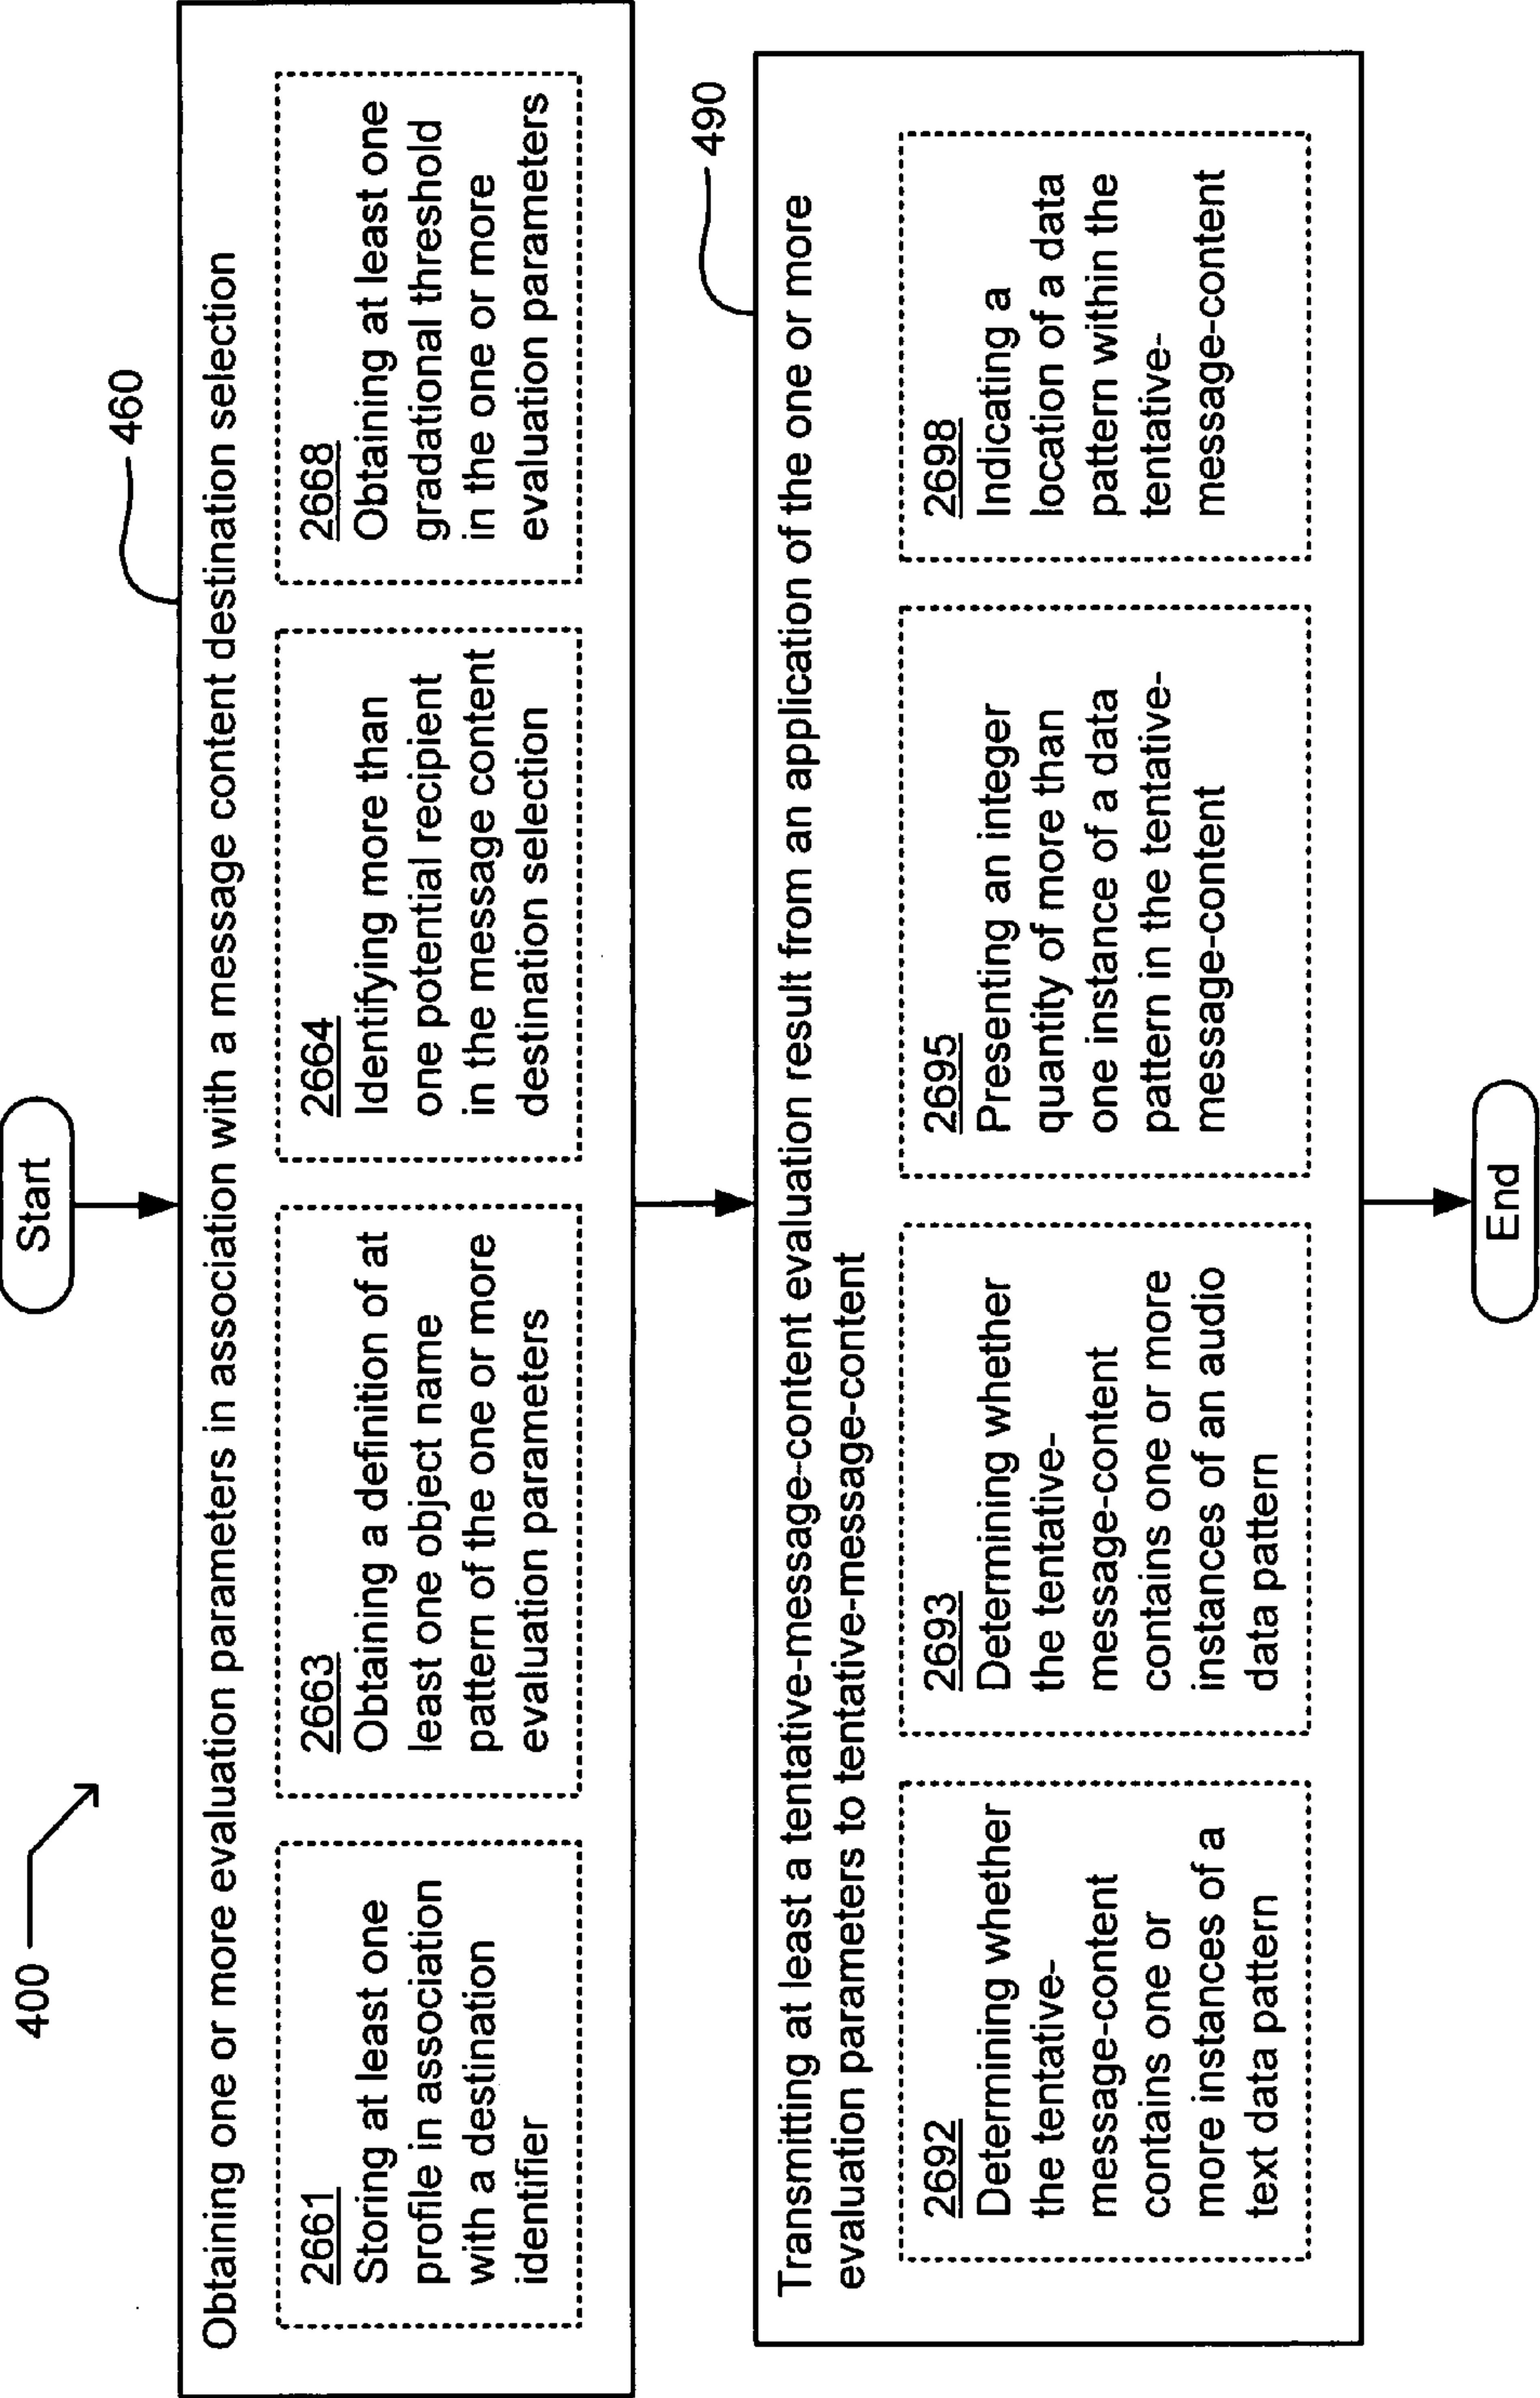 400
Start
460
Obtaining one or more evaluation parameters in association with a message content destination selection
2661
Storing at least one
profile in association
with a destination
identifier
2663
Obtaining a definition of at
least one object name
pattern of the one or more
evaluation parameters
2664
Identifying more than
one potential recipient
in the message content
destination selection
2668
Obtaining at least one
gradational threshold
in the one or more
evaluation parameters
490
Transmitting at least a tentative-message-content evaluation result from an application of the one or more
evaluation parameters to tentative-message-content
2692
Determining whether
the tentative-
message-content
contains one or
more instances of a
text data pattern
2693
Determining whether
the tentative-
message-content
contains one or more
instances of an audio
data pattern
2695
Presenting an integer
quantity of more than
one instance of a data
pattern in the tentative-
message-content
2698
Indicating a
location of a data
pattern within the
tentative-
message-content
End